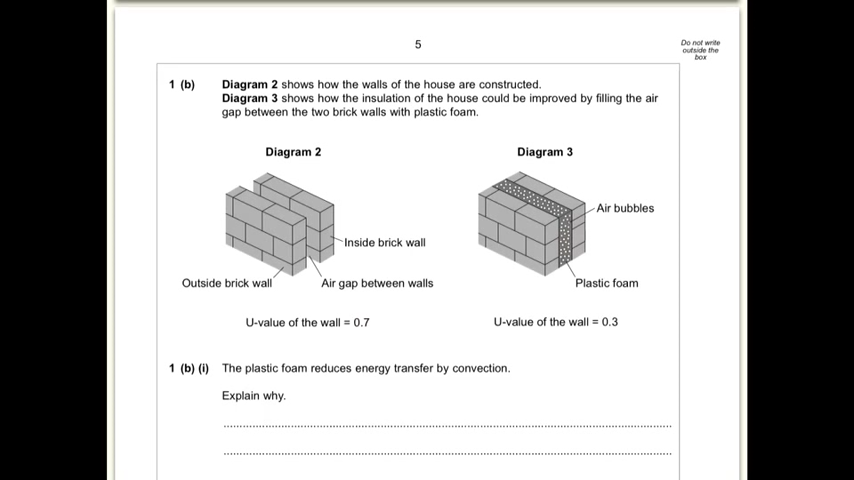 5
Do not write
outside the
box
1 (b) Diagram 2 shows how the walls of the house are constructed.
Diagram 3 shows how the insulation of the house could be improved by filling the air
gap between the two brick walls with plastic foam.
Diagram 2
Diagram 3
Air bubbles
Inside brick wall
Outside brick wall
Air gap between walls
Plastic foam
U-value of the wall = 0.7
U-value of the wall = 0.3
1 (b) (i) The plastic foam reduces energy transfer by convection.
Explain why.